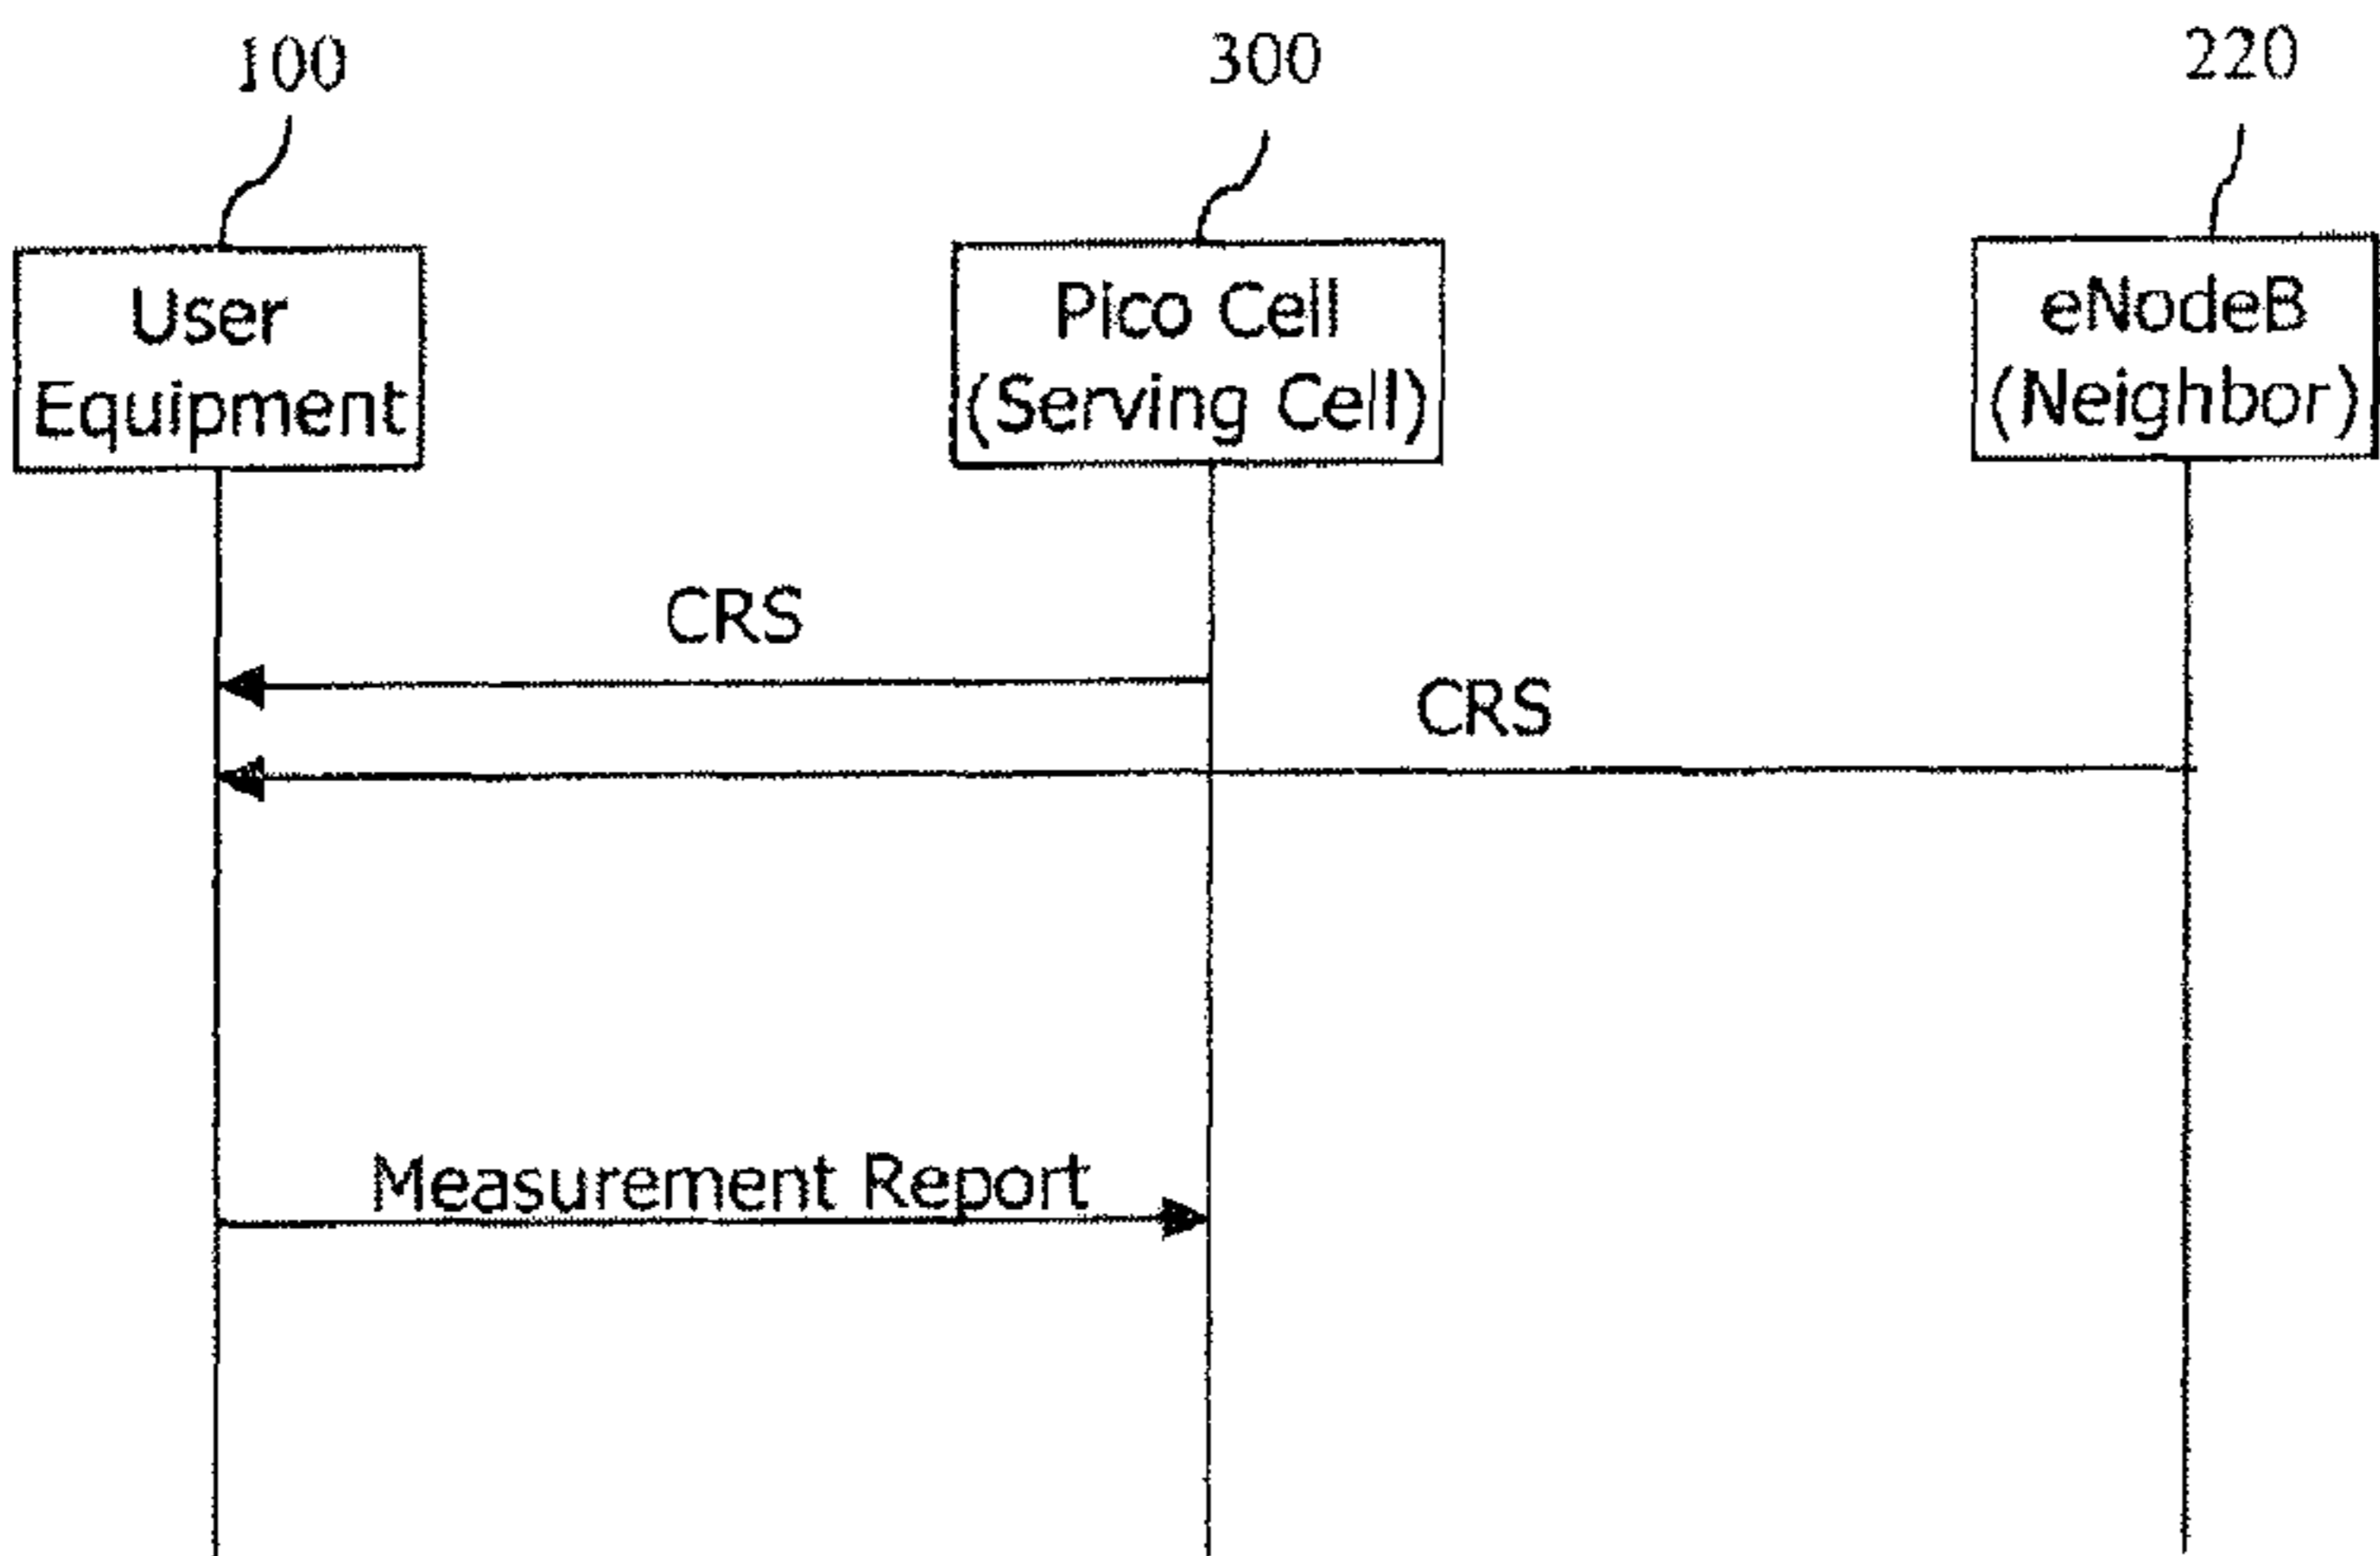 100
300
220
User
Equipment
Pico Cell
(Serving Cell)
eNodeB
(Neighbor)
CRS
CRS
Measurement Report